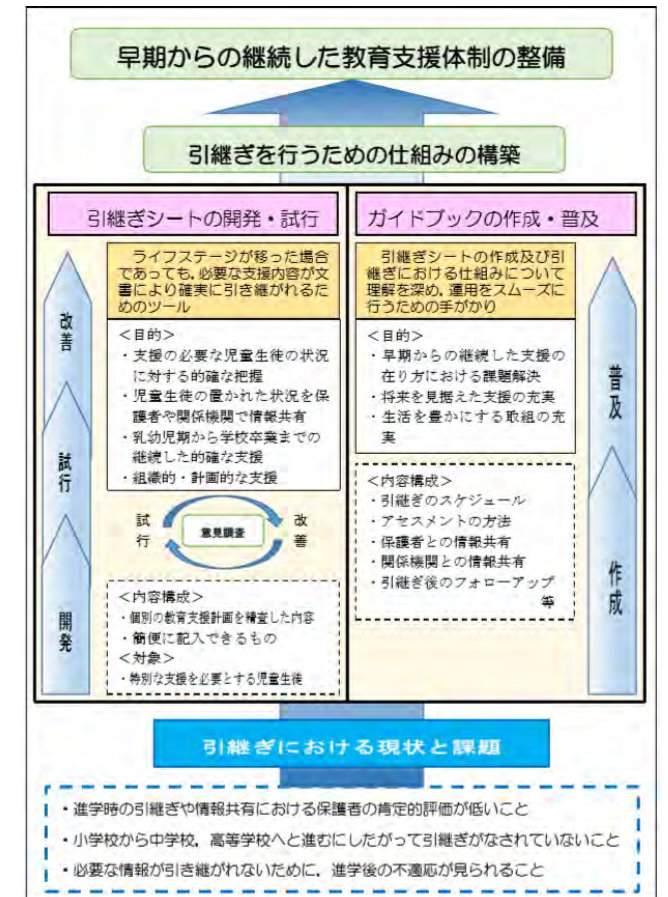 早期からの継続した教育支援体制の整備
引継ぎを行うための仕組みの構築
引継ぎシートの開発・試行
ライフステージが移った場合
であっても,必要な支援内容が文
書により確実に引き継がれるた
めのツール
改善
試行
開発
<目的>
・支援の必要な児童生徒の状況
に対する的確な把握
・児童生徒の置かれた状況を保
護者や関係機関で情報共有
・乳幼児期から学校卒業までの
継続した的確な支援
・組織的・計画的な支援
試行
意見調査
改善
<内容構成>
・個別の教育支援計画を精査した内容
・簡便に記入できるもの
<対象>
・特別な支援を必要とする児童生徒
ガイドブックの作成・普及
引継ぎシートの作成及び引
継ぎにおける仕組みについて
理解を深め,運用をスムーズに
行うための手がかり
<目的>
・早期からの継続した支援の
在り方における課題解決
・将来を見据えた支援の充実
・生活を豊かにする取組の充
実
<内容構成>
・引継ぎのスケジュール
・アセスメントの方法
・保護者との情報共有
・関係機関との情報共有
・引継ぎ後のフォローアップ
等
普及
作成
引継ぎにおける現状と課題
・進学時の引継ぎや情報共有における保護者の肯定的評価が低いこと
・小学校から中学校,高等学校へと進むにしたがって引継ぎがなされていないこと
・必要な情報が引き継がれないために,進学後の不適応が見られること